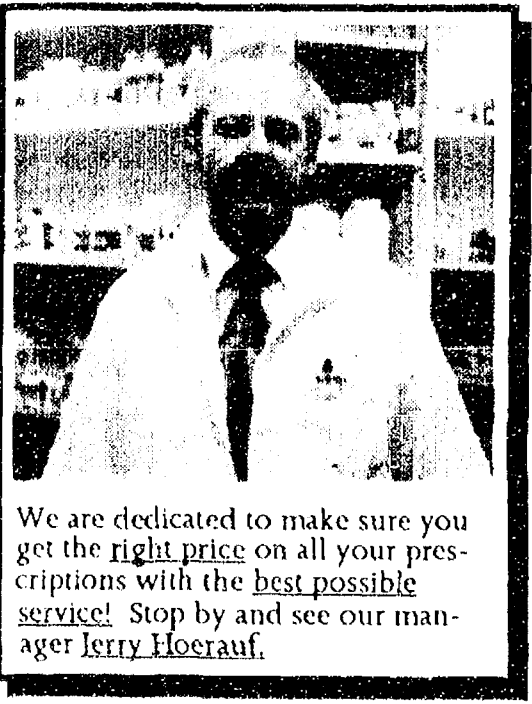 We are dedicated to make sure you
get the right price on all your pres-
criptions with the best possible
service! Stop by and see our man-
ager Jerry Hoerauf.